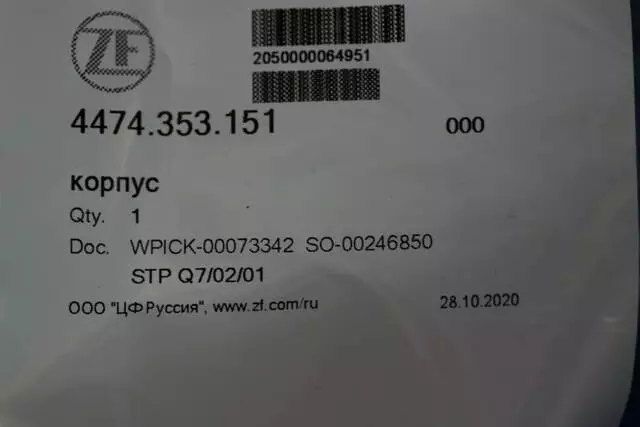 ZF
2050000064951
4474.353.151 000
корпус
Qty. 1
Doc. WPICK-00073342 SO-00246850
STP Q7/02/01
ООО "ЦФ Руссия", www.zf.com/ru 28.10.2020